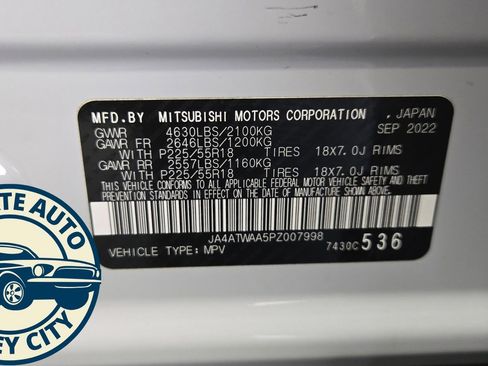 MFD.BY MITSUBISHI MOTORS CORPORATION , JAPAN
GVWR 4630LBS/2100KG SEP 2022
GAWR FR 2646LBS/1200KG
WITH P225/55R18 TIRES 18X7.0J RIMS
GAWR RR 2557LBS/1160KG
WITH P225/55R18 TIRES 18X7.0J RIMS
THIS VEHICLE CONFORMS TO ALL APPLICABLE FEDERAL MOTOR VEHICLE SAFETY, BUMPER AND THEFT
PREVENTION STANDARDS IN EFFECT ON THE DATE OF MANUFACTURE SHOWN ABOVE.
JA4ATWAA5PZ007998
VEHICLE TYPE: MPV 7430C 536
AUTO
CITY